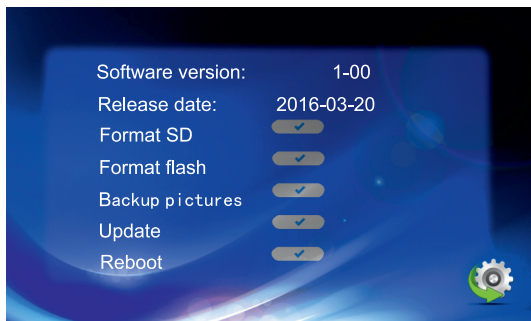 Software version: 1-00
Release date: 2016-03-20
Format SD
Format flash
Backup pictures
Update
Reboot